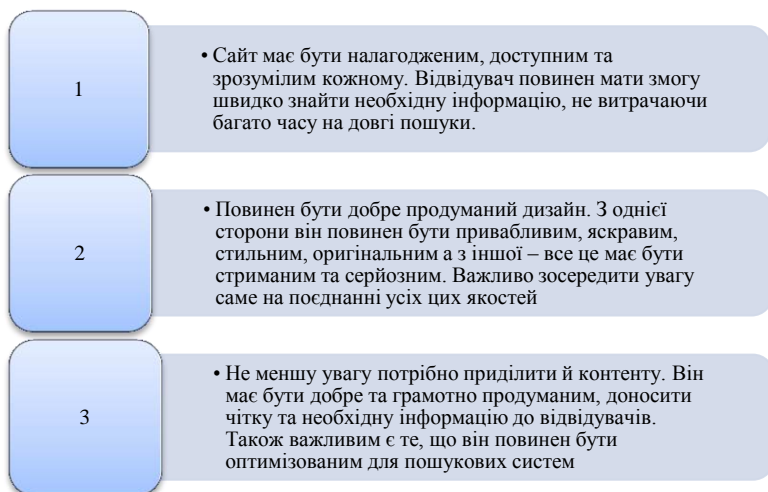 1
• Сайт має бути налагодженим, доступним та
зрозумілим кожному. Відвідувач повинен мати змогу
швидко знайти необхідну інформацію, не витрачаючи
багато часу на довгі пошуки.
2
• Повинен бути добре продуманий дизайн. З однієї
сторони він повинен бути привабливим, яскравим,
стильним, оригінальним а з іншої – все це має бути
стриманим та серйозним. Важливо зосередити увагу
саме на поєднанні усіх цих якостей
3
• Не меншу увагу потрібно приділити й контенту. Він
має бути добре та грамотно продуманим, доносити
чітку та необхідну інформацію до відвідувачів.
Також важливим є те, що він повинен бути
оптимізованим для пошукових систем